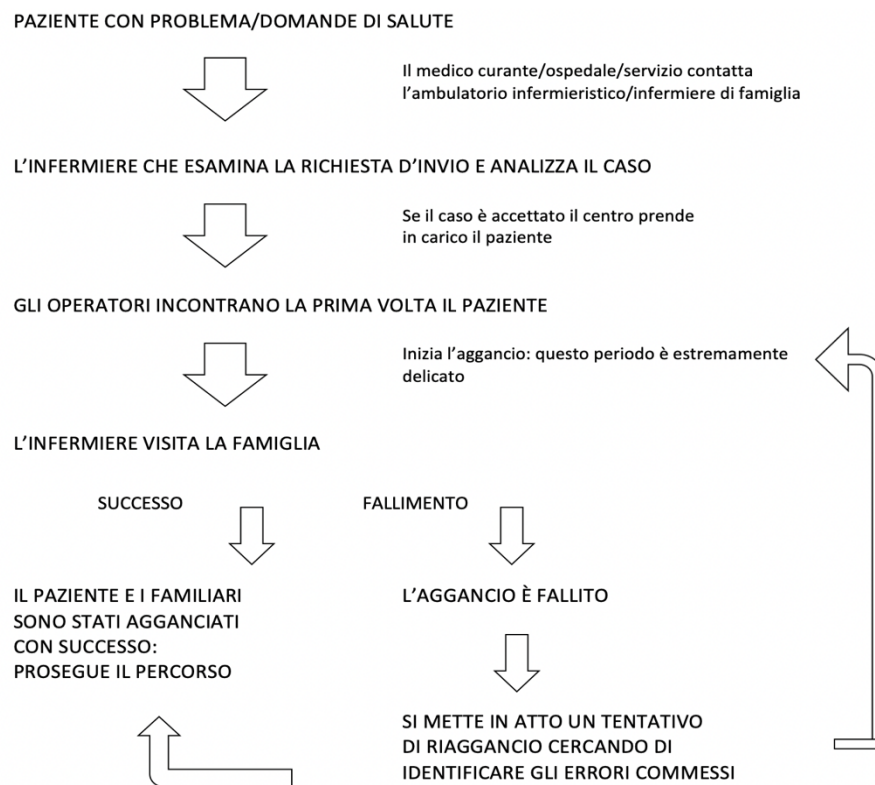 PAZIENTE CON PROBLEMA/DOMANDE DI SALUTE
Il medico curante/ospedale/servizio contatta
l'ambulatorio infermieristico/infermiere di famiglia
L'INFERMIERE CHE ESAMINA LA RICHIESTA D'INVIO E ANALIZZA IL CASO
Se il caso è accettato il centro prende
in carico il paziente
GLI OPERATORI INCONTRANO LA PRIMA VOLTA IL PAZIENTE
Inizia l'aggancio: questo periodo è estremamente
delicato
L'INFERMIERE VISITA LA FAMIGLIA
SUCCESSO
FALLIMENTO
IL PAZIENTE E I FAMILIARI
SONO STATI AGGANCIATI
CON SUCCESSO:
PROSEGUE IL PERCORSO
L'AGGANCIO È FALLITO
SI METTE IN ATTO UN TENTATIVO
DI RIAGGANCIO CERCANDO DI
IDENTIFICARE GLI ERRORI COMMESSI